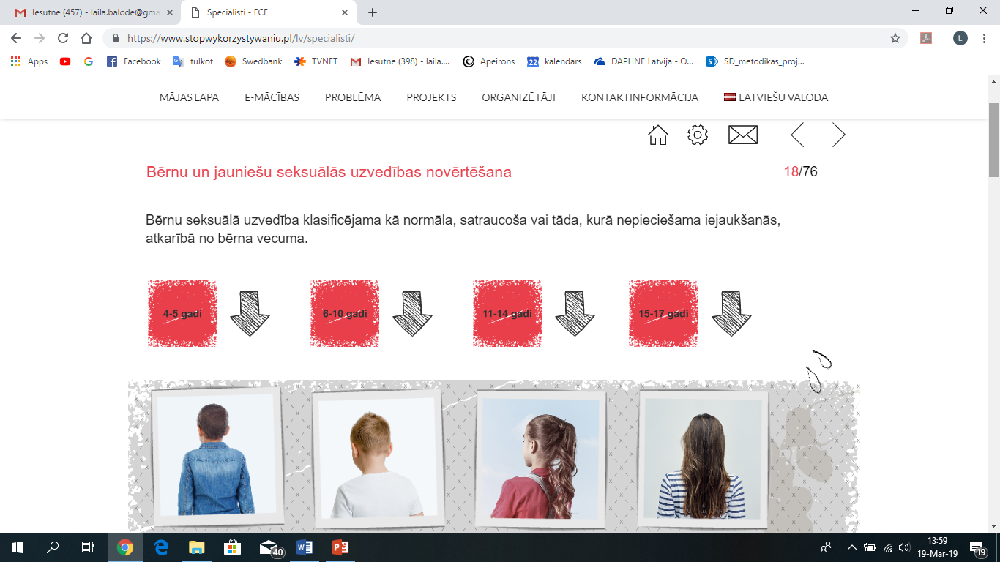 Iesūtne (457) - laila.balode@gma
Speciālisti - ECF
https://www.stopwykorzystywaniu.pl/lv/specialisti/
L
Apps
Facebook
tulkot
Swedbank
TVNET
Iesūtne (398) - laila....
Apeirons
22
kalendars
DAPHNE Latvija - O...
SD_metodikas_proj...
MĀJAS LAPA
E-MĀCĪBAS
PROBLĒMA
PROJEKTS
ORGANIZĒTĀJI
KONTAKTINFORMĀCIJA
LATVIEŠU VALODA
Bērnu un jauniešu seksuālās uzvedības novērtēšana
18/76
Bērnu seksuālā uzvedība klasificējama kā normāla, satraucoša vai tāda, kurā nepieciešama iejaukšanās,
atkarībā no bērna vecuma.
4-5 gadi
6-10 gadi
11-14 gadi
15-17 gadi
40
13:59
19-Mar-19
19